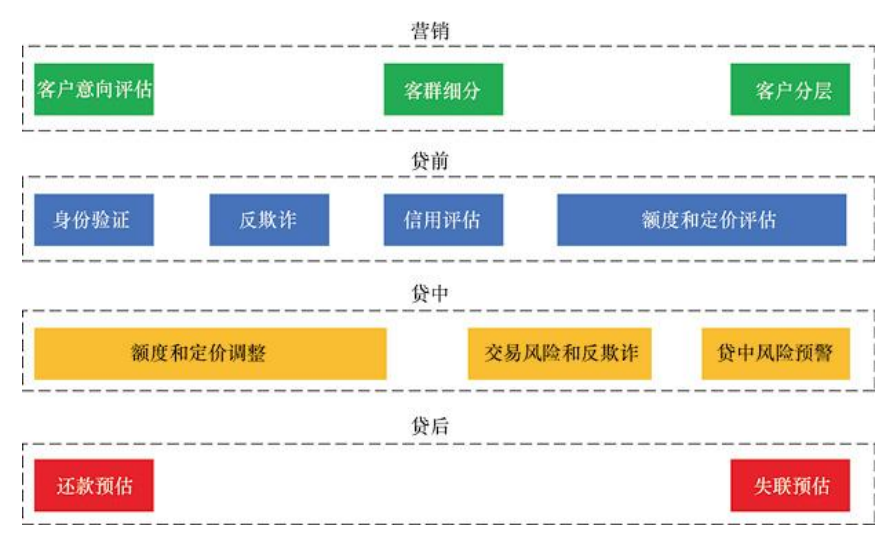 营销
客户意向评估
客群细分
客户分层
贷前
身份验证
反欺诈
信用评估
额度和定价评估
贷中
额度和定价调整
交易风险和反欺诈
贷中风险预警
贷后
还款预估
失联预估